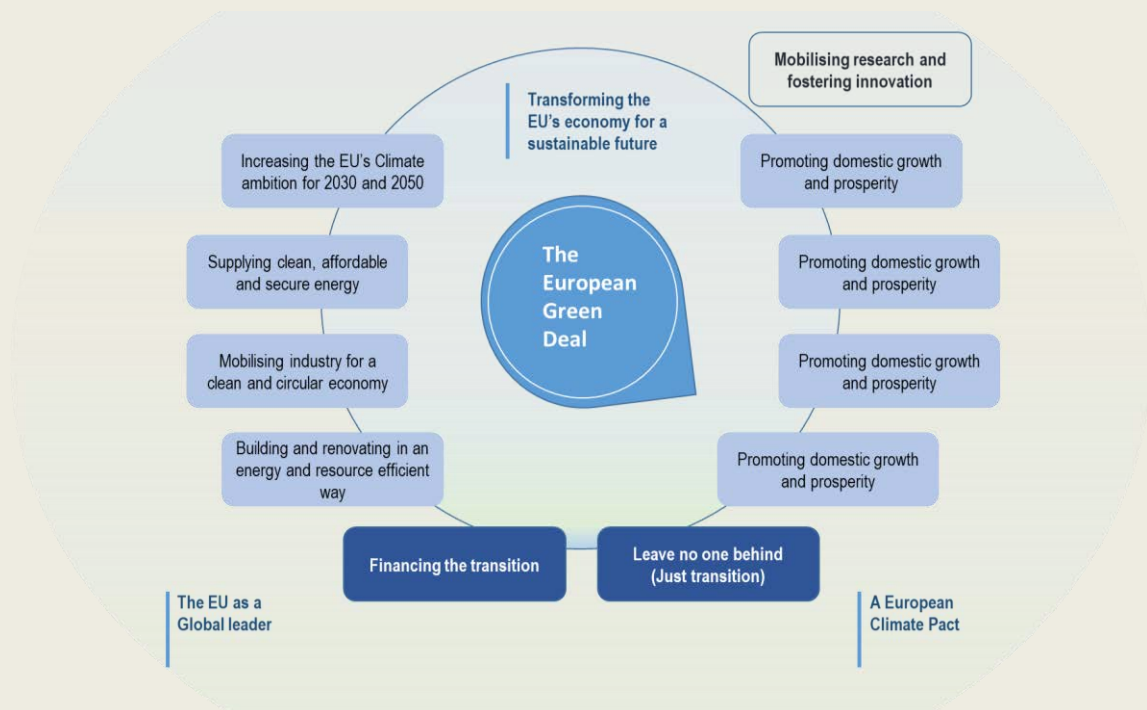 Mobilising research and
fostering innovation
Transforming the
EU's economy for a
sustainable future
Increasing the EU's Climate
ambition for 2030 and 2050
Promoting domestic growth
and prosperity
Supplying clean, affordable
and secure energy
The
European
Green
Deal
Promoting domestic growth
and prosperity
Mobilising industry for a
clean and circular economy
Promoting domestic growth
and prosperity
Building and renovating in an
energy and resource efficient
way
Promoting domestic growth
and prosperity
Financing the transition
Leave no one behind
(Just transition)
The EU as a
Global leader
A European
Climate Pact